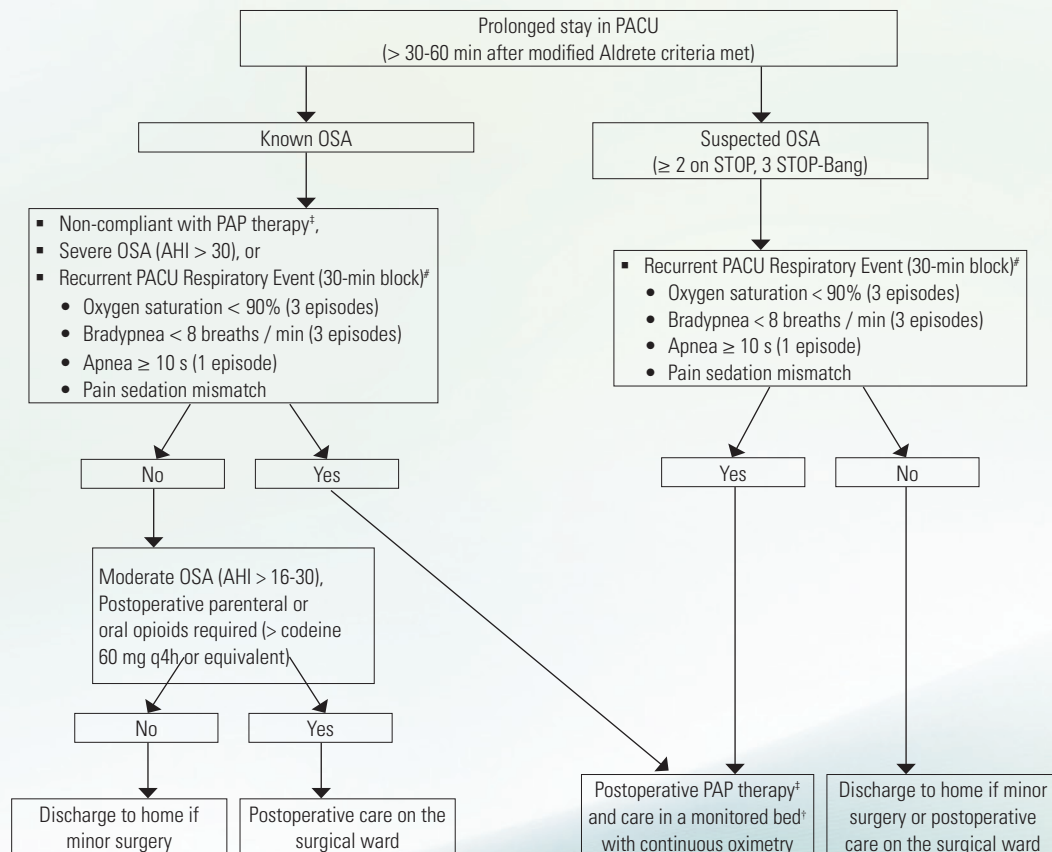 Prolonged stay in PACU
(> 30-60 min after modified Aldrete criteria met)
Known OSA
Suspected OSA
(≥ 2 on STOP, 3 STOP-Bang)
▪ Non-compliant with PAP therapy‡,
▪ Severe OSA (AHI > 30), or
▪ Recurrent PACU Respiratory Event (30-min block)#
• Oxygen saturation < 90% (3 episodes)
• Bradypnea < 8 breaths / min (3 episodes)
• Apnea ≥ 10 s (1 episode)
• Pain sedation mismatch
▪ Recurrent PACU Respiratory Event (30-min block)#
• Oxygen saturation < 90% (3 episodes)
• Bradypnea < 8 breaths / min (3 episodes)
• Apnea ≥ 10 s (1 episode)
• Pain sedation mismatch
No
Yes
Yes
No
Moderate OSA (AHI > 16-30),
Postoperative parenteral or
oral opioids required (> codeine
60 mg q4h or equivalent)
No
Yes
Discharge to home if
minor surgery
Postoperative care on the
surgical ward
Postoperative PAP therapy‡
and care in a monitored bed†
with continuous oximetry
Discharge to home if minor
surgery or postoperative
care on the surgical ward